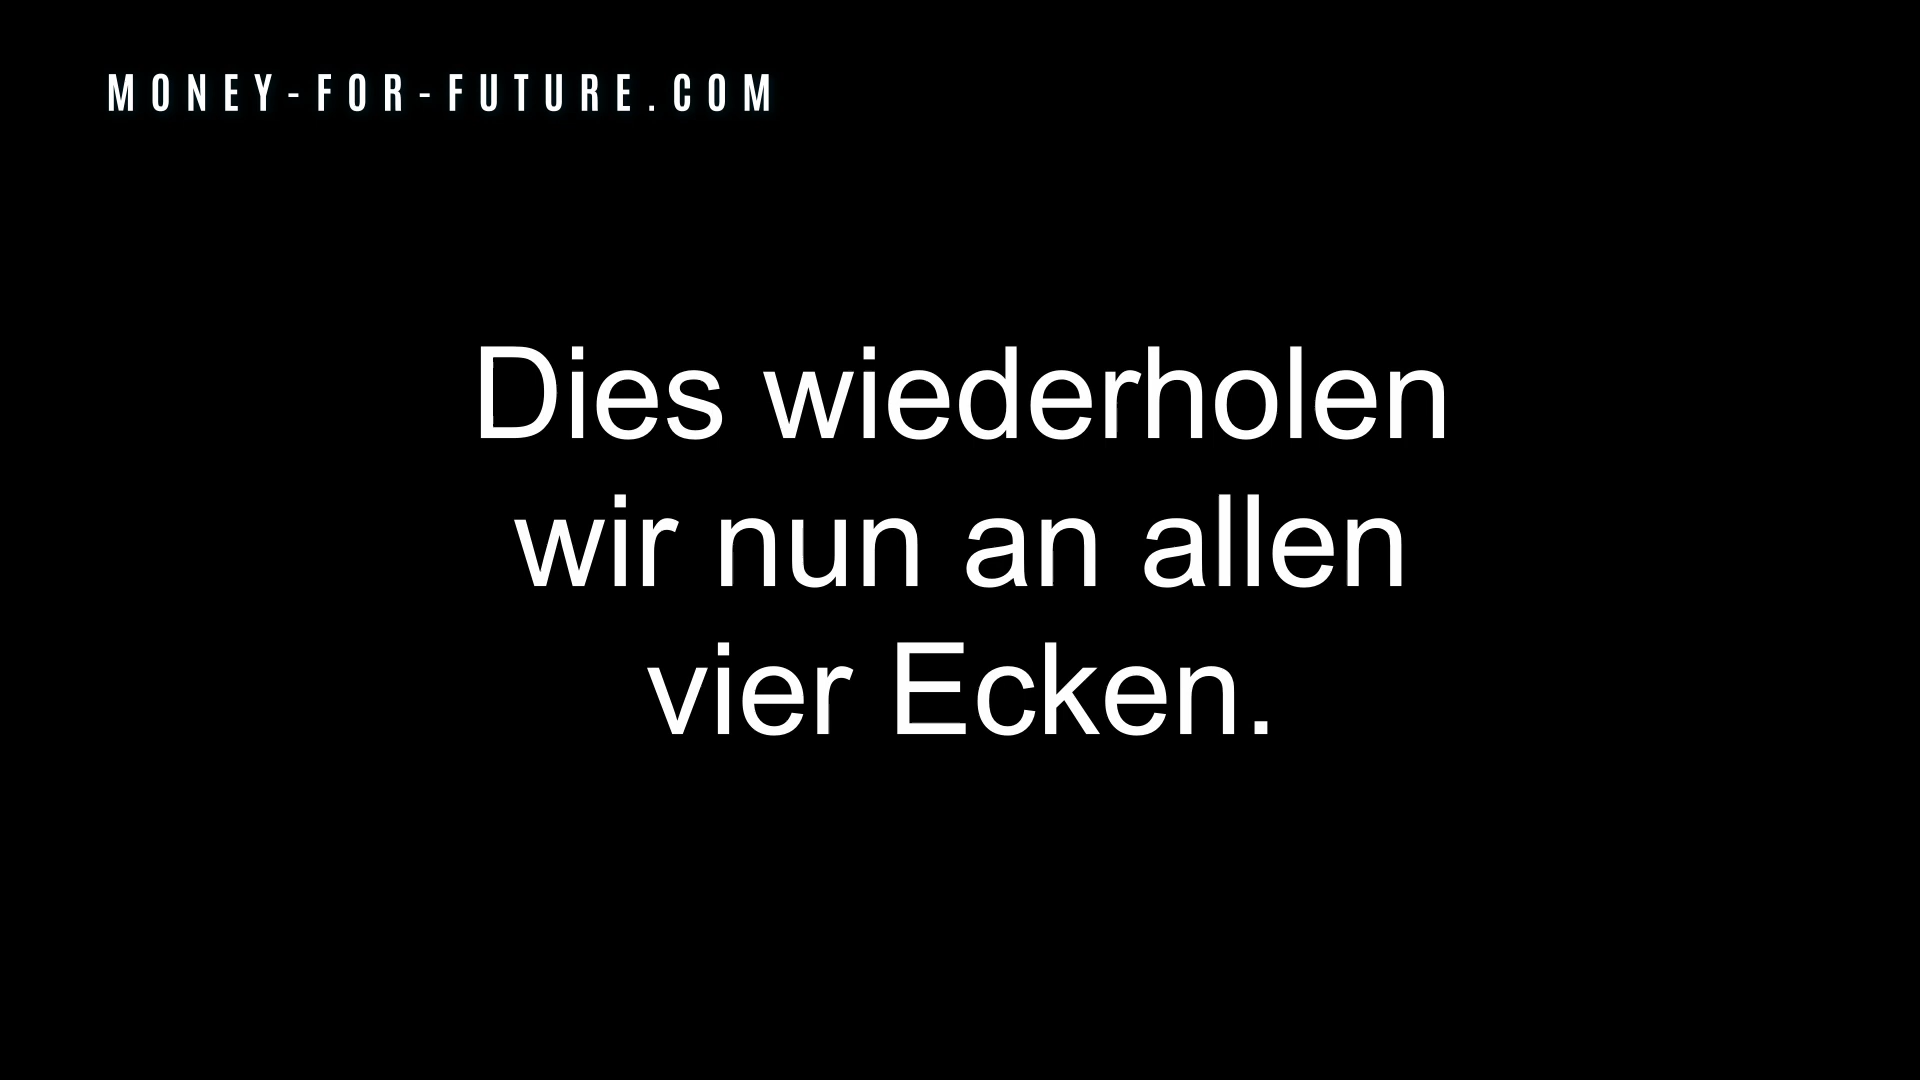 MONEY-FOR-FUTURE.COM
Dies wiederholen
wir nun an allen
vier Ecken.